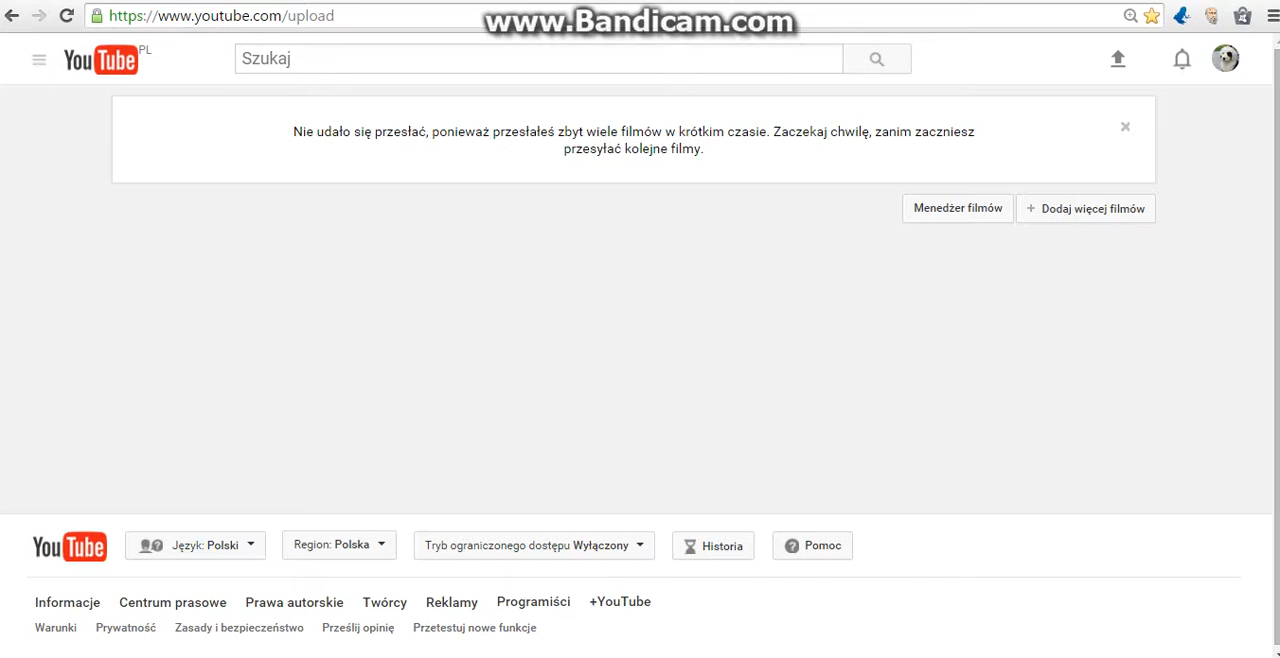 https://www.youtube.com/upload
www.Bandicam.com
YouTube PL
Szukaj
Nie udało się przesłać, ponieważ przesłałeś zbyt wiele filmów w krótkim czasie. Zaczekaj chwilę, zanim zaczniesz
przesyłać kolejne filmy.
Menedżer filmów
+ Dodaj więcej filmów
YouTube
Język: Polski
Region: Polska
Tryb ograniczonego dostępu Wyłączony
Historia
Pomoc
Informacje Centrum prasowe Prawa autorskie Twórcy Reklamy Programiści +YouTube
Warunki Prywatność Zasady i bezpieczeństwo Prześlij opinię Przetestuj nowe funkcje